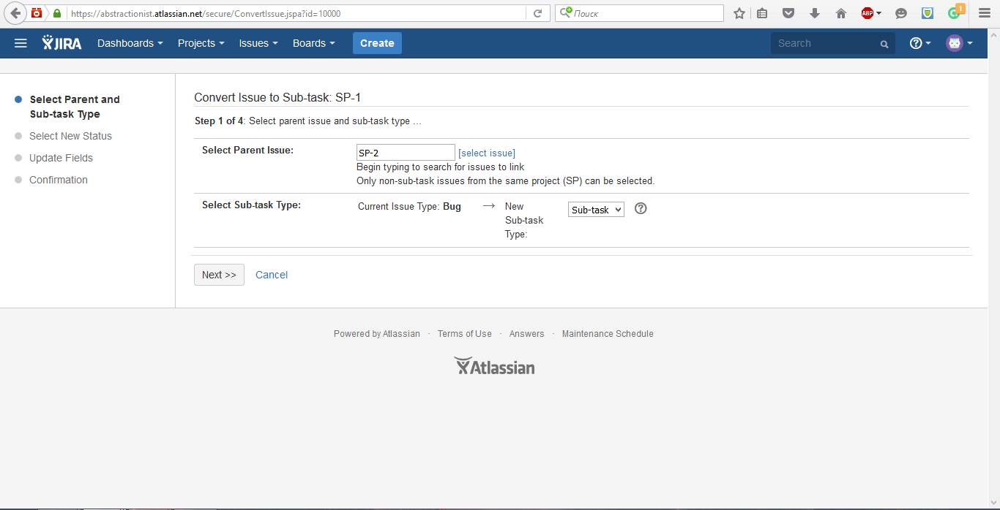 https://abstractionist.atlassian.net/secure/ConvertIssue.jspa?id=10000
Поиск
ABP
1
JIRA
Dashboards
Projects
Issues
Boards
Create
Search
Select Parent and
Sub-task Type
Select New Status
Update Fields
Confirmation
Convert Issue to Sub-task: SP-1
Step 1 of 4: Select parent issue and sub-task type ...
Select Parent Issue:
SP-2 [select issue]
Begin typing to search for issues to link
Only non-sub-task issues from the same project (SP) can be selected.
Select Sub-task Type:
Current Issue Type: Bug → New
Sub-task
Type:
Sub-task
Next >> Cancel
Powered by Atlassian · Terms of Use · Answers · Maintenance Schedule
Atlassian